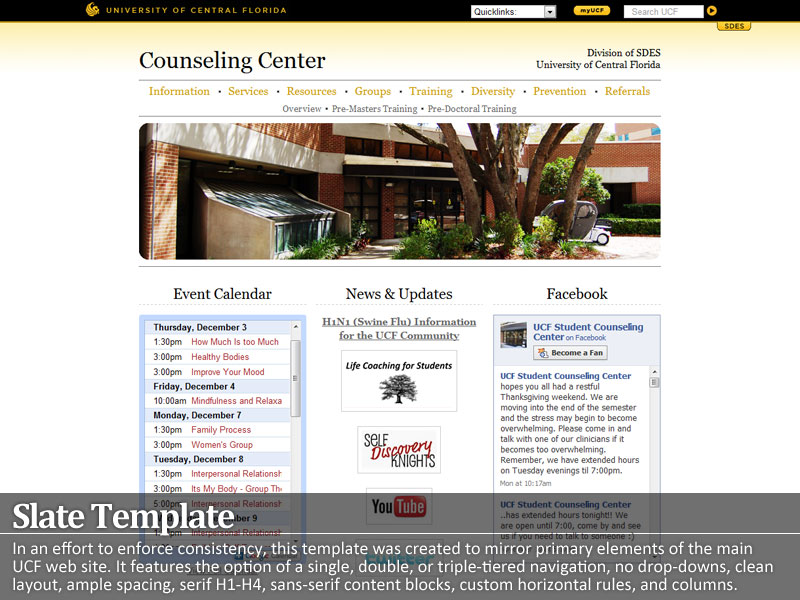 UNIVERSITY OF CENTRAL FLORIDA
Quicklinks:
myUCF
Search UCF
SDES
Counseling Center
Division of SDES
University of Central Florida
Information • Services • Resources • Groups • Training • Diversity • Prevention • Referrals
Overview • Pre-Masters Training • Pre-Doctoral Training
Event Calendar
Thursday, December 3
1:30pm How Much Is too Much
3:00pm Healthy Bodies
3:00pm Improve Your Mood
Friday, December 4
10:00am Mindfulness and Relaxa
Monday, December 7
1:30pm Family Process
3:00pm Women's Group
Tuesday, December 8
1:30pm Interpersonal Relationsh
3:00pm Its My Body - Group The
5:00pm Interpersonal Relationsh
1:30pm Interpersonal Relationsh
News & Updates
H1N1 (Swine Flu) Information
for the UCF Community
Life Coaching for Students
SELF
Discovery
KNIGHTS
YouTube
twitter
Facebook
UCF Student Counseling
Center on Facebook
Become a Fan
UCF Student Counseling Center
hopes you all had a restful
Thanksgiving weekend. We are
moving into the end of the semester
and the stress may begin to become
overwhelming. Please come in and
talk with one of our clinicians if it
becomes too overwhelming.
Remember, we have extended hours
on Tuesday evenings til 7:00pm.
Mon at 10:17am
UCF Student Counseling Center
..has extended hours tonight!! We
are open until 7:00, come by and see
us if you need to talk to someone :)
Slate Template
In an effort to enforce consistency, this template was created to mirror primary elements of the main
UCF web site. It features the option of a single, double, or triple-tiered navigation, no drop-downs, clean
layout, ample spacing, serif H1-H4, sans-serif content blocks, custom horizontal rules, and columns.